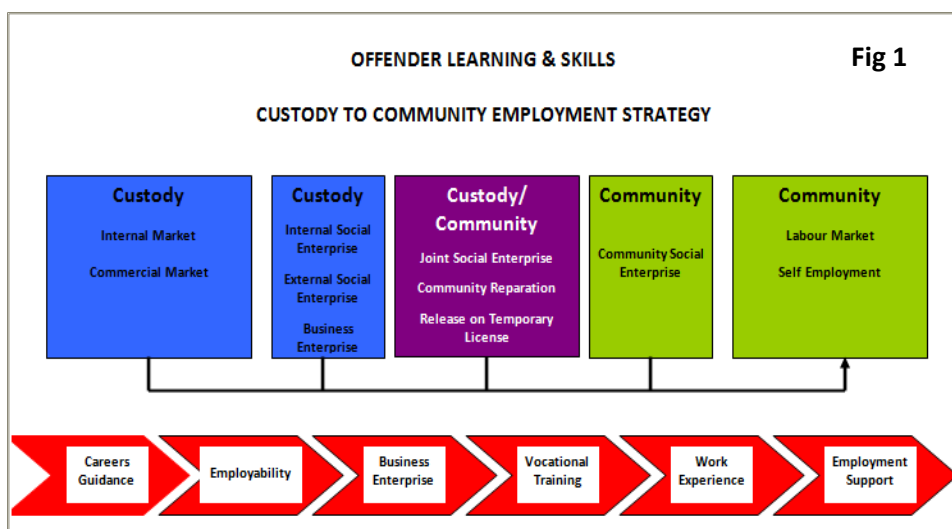 Fig 1
OFFENDER LEARNING & SKILLS
CUSTODY TO COMMUNITY EMPLOYMENT STRATEGY
Custody
Internal Market
Commercial Market
Custody
Internal Social
Enterprise
External Social
Enterprise
Business
Enterprise
Custody/
Community
Joint Social Enterprise
Community Reparation
Release on Temporary
License
Community
Community Social
Enterprise
Community
Labour Market
Self Employment
Careers
Guidance
Employability
Business
Enterprise
Vocational
Training
Work
Experience
Employment
Support